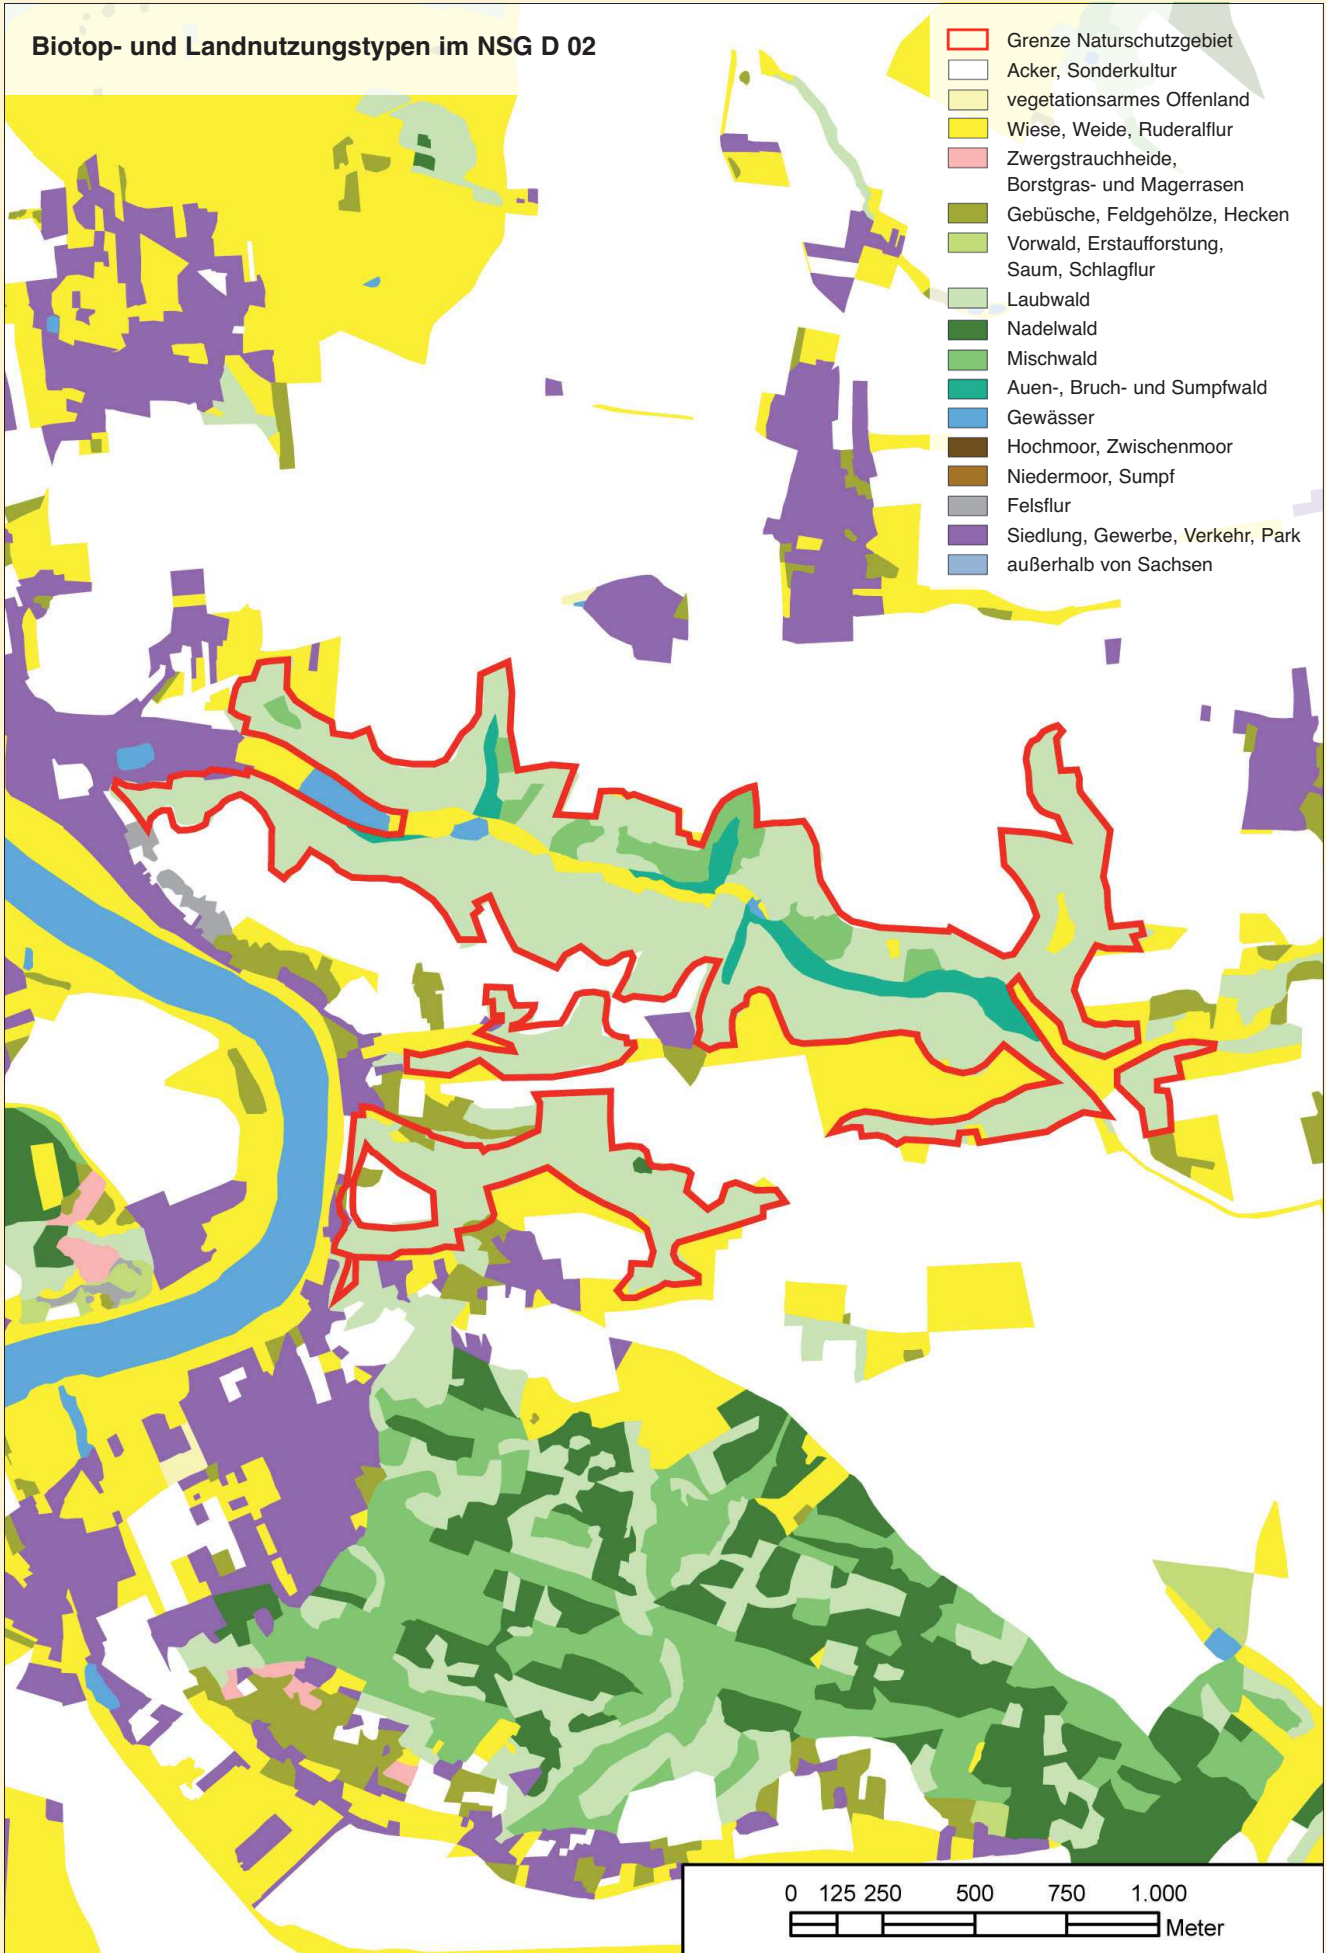 Biotop- und Landnutzungstypen im NSG D 02
Grenze Naturschutzgebiet
Acker, Sonderkultur
vegetationsarmes Offenland
Wiese, Weide, Ruderalflur
Zwergstrauchheide,
Borstgras- und Magerrasen
Gebüsche, Feldgehölze, Hecken
Vorwald, Erstaufforstung,
Saum, Schlagflur
Laubwald
Nadelwald
Mischwald
Auen-, Bruch- und Sumpfwald
Gewässer
Hochmoor, Zwischenmoor
Niedermoor, Sumpf
Felsflur
Siedlung, Gewerbe, Verkehr, Park
außerhalb von Sachsen
0 125 250 500 750 1.000
Meter